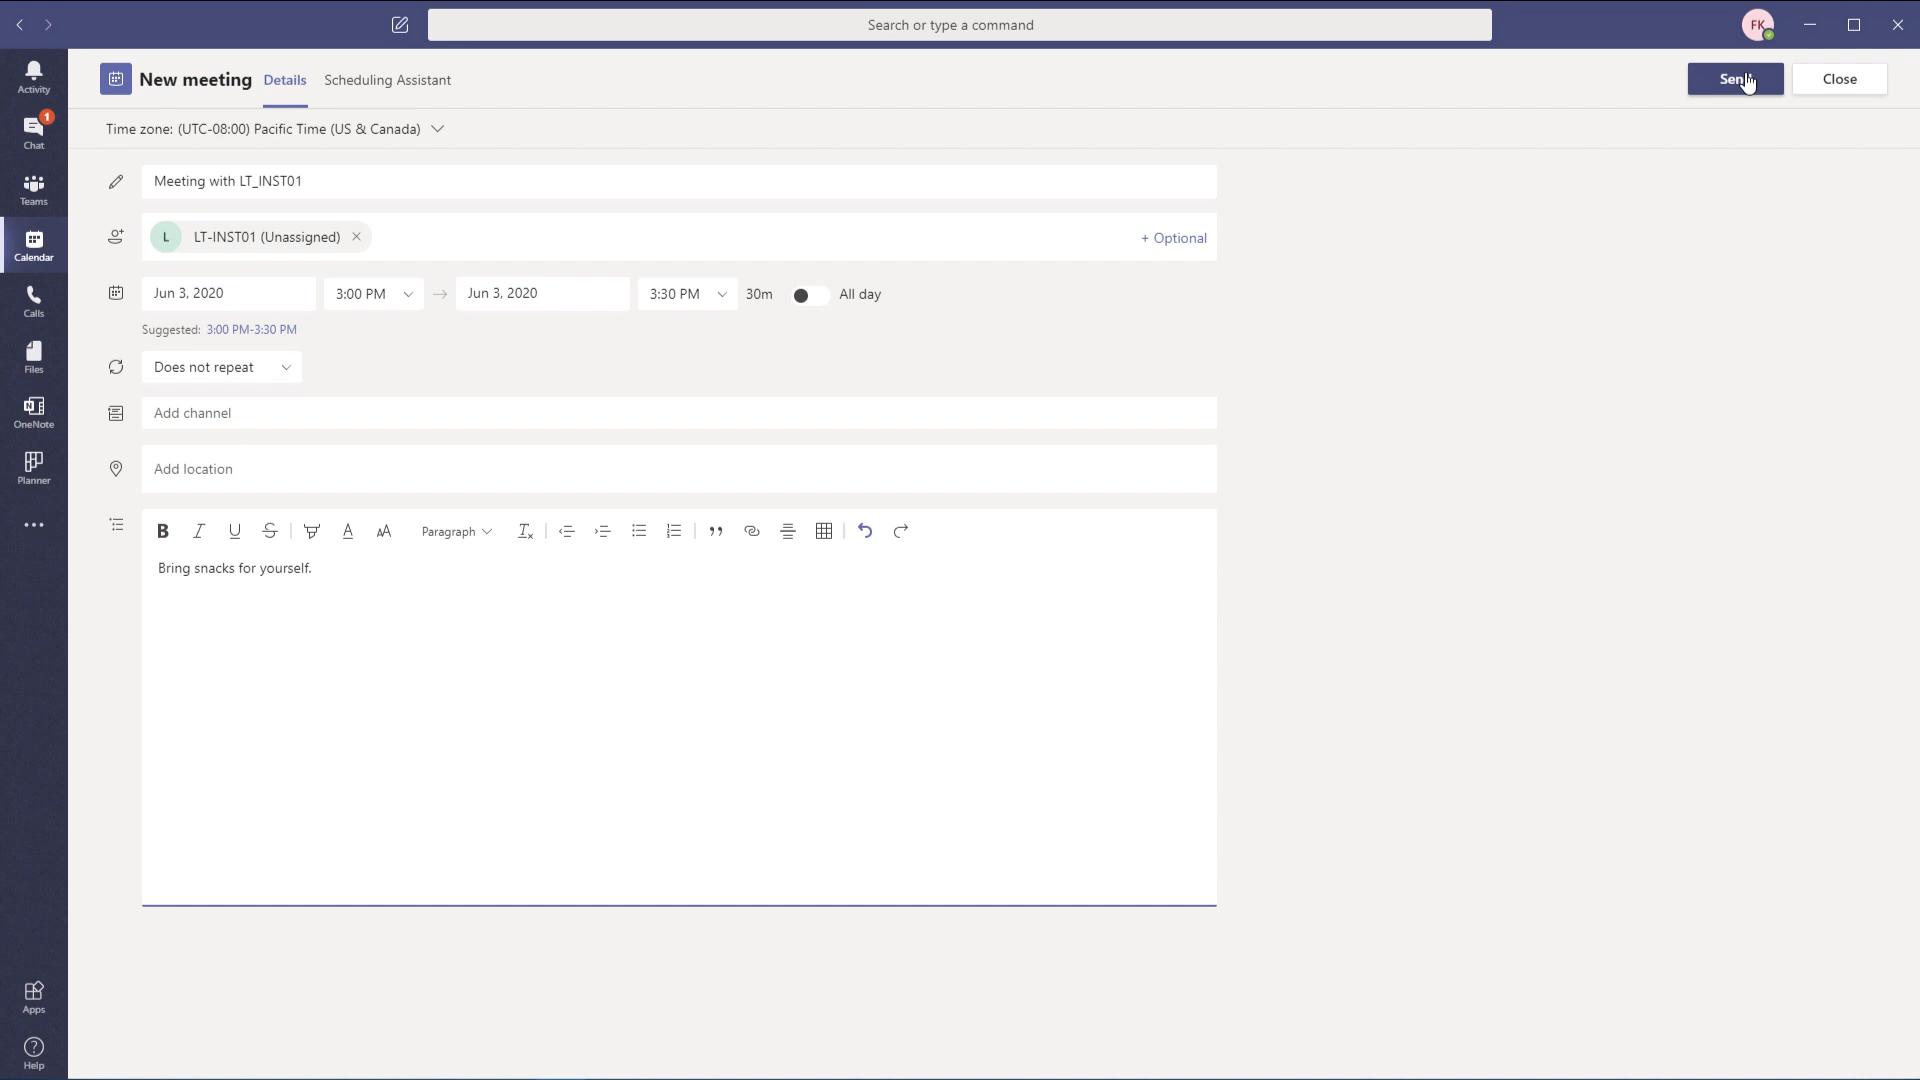 Search or type a command
FK
Activity
1
Chat
Teams
Calendar
Calls
Files
OneNote
Planner
Apps
Help
New meeting Details Scheduling Assistant
Close
Time zone: (UTC-08:00) Pacific Time (US & Canada)
Meeting with LT_INST01
L LT-INST01 (Unassigned) + Optional
Jun 3, 2020 3:00 PM Jun 3, 2020 3:30 PM 30m All day
Suggested: 3:00 PM-3:30 PM
Does not repeat
Add channel
Add location
B I U S A AA Paragraph
Bring snacks for yourself.